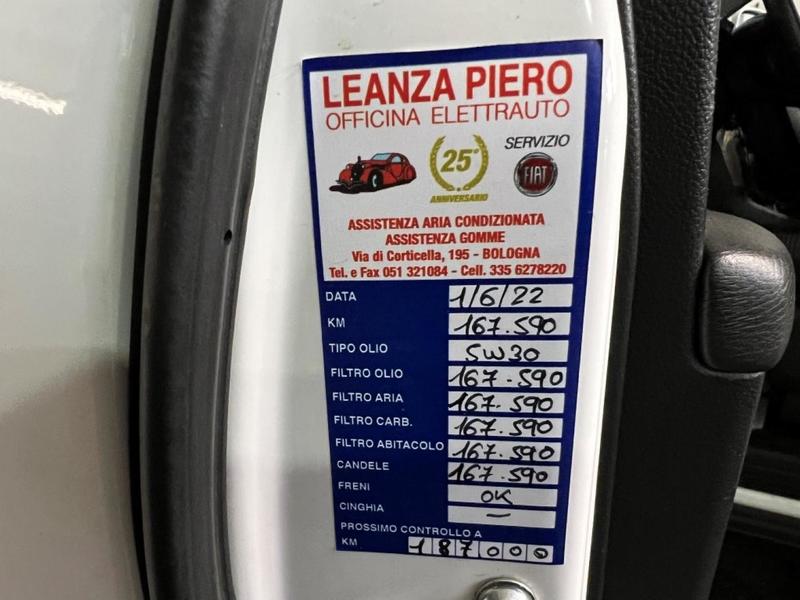 LEANZA PIERO
OFFICINA ELETTRAUTO
25° ANNIVERSARIO
SERVIZIO
FIAT
ASSISTENZA ARIA CONDIZIONATA
ASSISTENZA GOMME
Via di Corticella, 195 - BOLOGNA
Tel. e Fax 051 321084 - Cell. 335 6278220
DATA 1/6/22
KM 167.590
TIPO OLIO 5W30
FILTRO OLIO 167.590
FILTRO ARIA 167.590
FILTRO CARB. 167.590
FILTRO ABITACOLO 167.590
CANDELE 167.590
FRENI OK
CINGHIA —
PROSSIMO CONTROLLO A
KM 187000